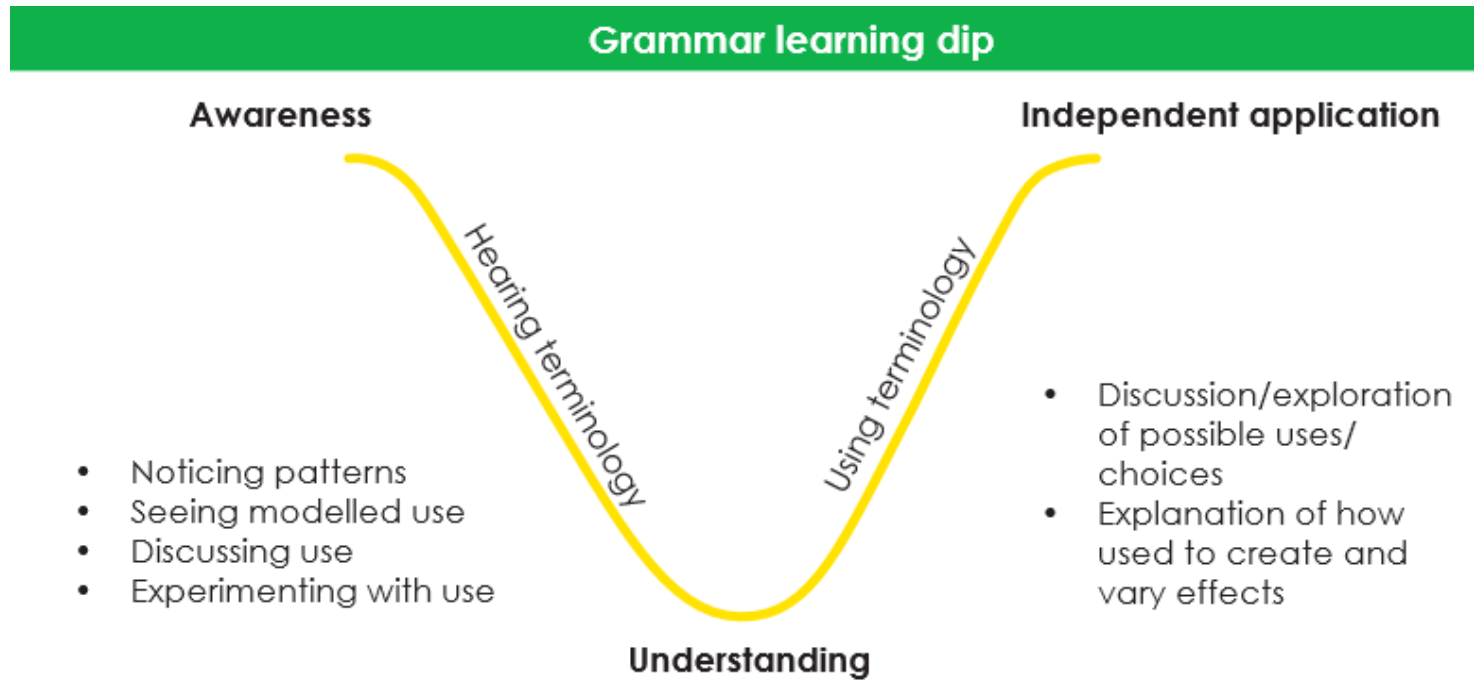 Grammar learning dip
Awareness
Independent application
Hearing terminology
Using terminology
• Noticing patterns
• Seeing modelled use
• Discussing use
• Experimenting with use
• Discussion/exploration
of possible uses/
choices
• Explanation of how
used to create and
vary effects
Understanding